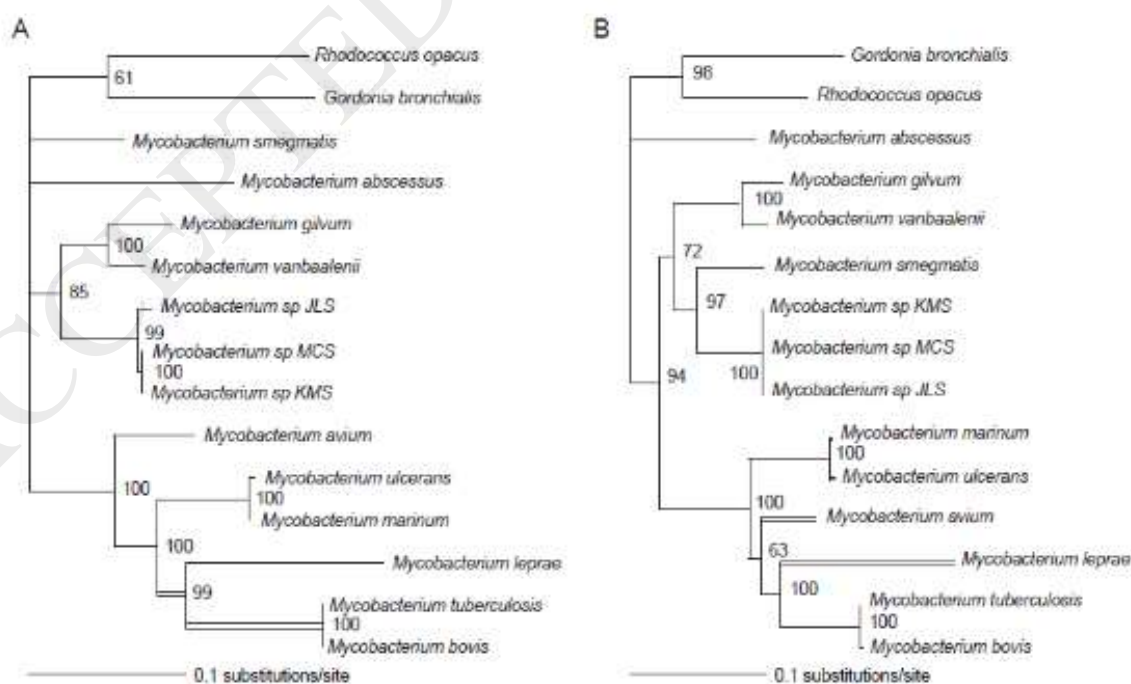 A
Rhodococcus opacus
61
Gordonia bronchialis
Mycobacterium smegmatis
Mycobacterium abscessus
Mycobacterium gilvum
100
Mycobacterium vanbaalenii
85
Mycobacterium sp JLS
99
Mycobacterium sp MCS
100
Mycobacterium sp KMS
Mycobacterium avium
100
Mycobacterium ulcerans
100
Mycobacterium marinum
100
Mycobacterium leprae
99
Mycobacterium tuberculosis
100
Mycobacterium bovis
0.1 substitutions/site
B
Gordonia bronchialis
98
Rhodococcus opacus
Mycobacterium abscessus
Mycobacterium gilvum
100
Mycobacterium vanbaalenii
72
Mycobacterium smegmatis
97
Mycobacterium sp KMS
Mycobacterium sp MCS
100
94
Mycobacterium sp JLS
Mycobacterium marinum
100
Mycobacterium ulcerans
100
Mycobacterium avium
63
Mycobacterium leprae
100
Mycobacterium tuberculosis
100
Mycobacterium bovis
0.1 substitutions/site
ACCEPTED